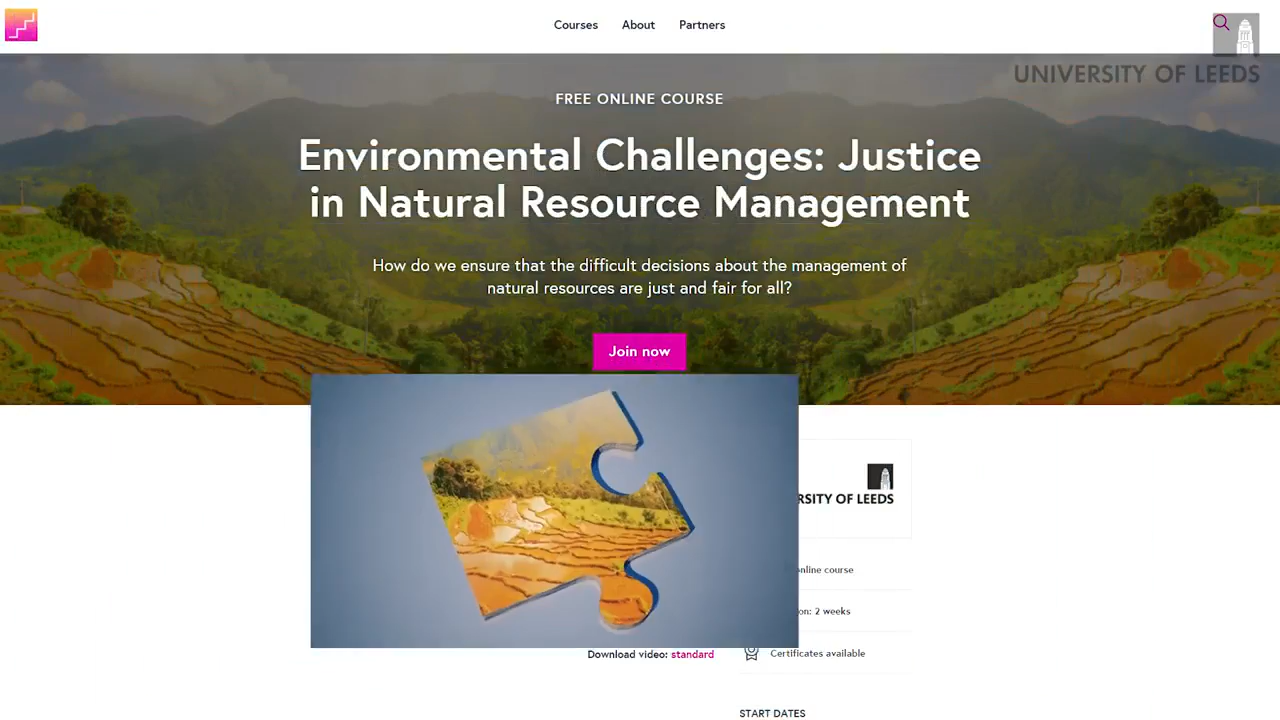 Courses About Partners
UNIVERSITY OF LEEDS
FREE ONLINE COURSE
Environmental Challenges: Justice
in Natural Resource Management
How do we ensure that the difficult decisions about the management of
natural resources are just and fair for all?
Join now
RSITY OF LEEDS
online course
on: 2 weeks
Download video: standard
Certificates available
START DATES